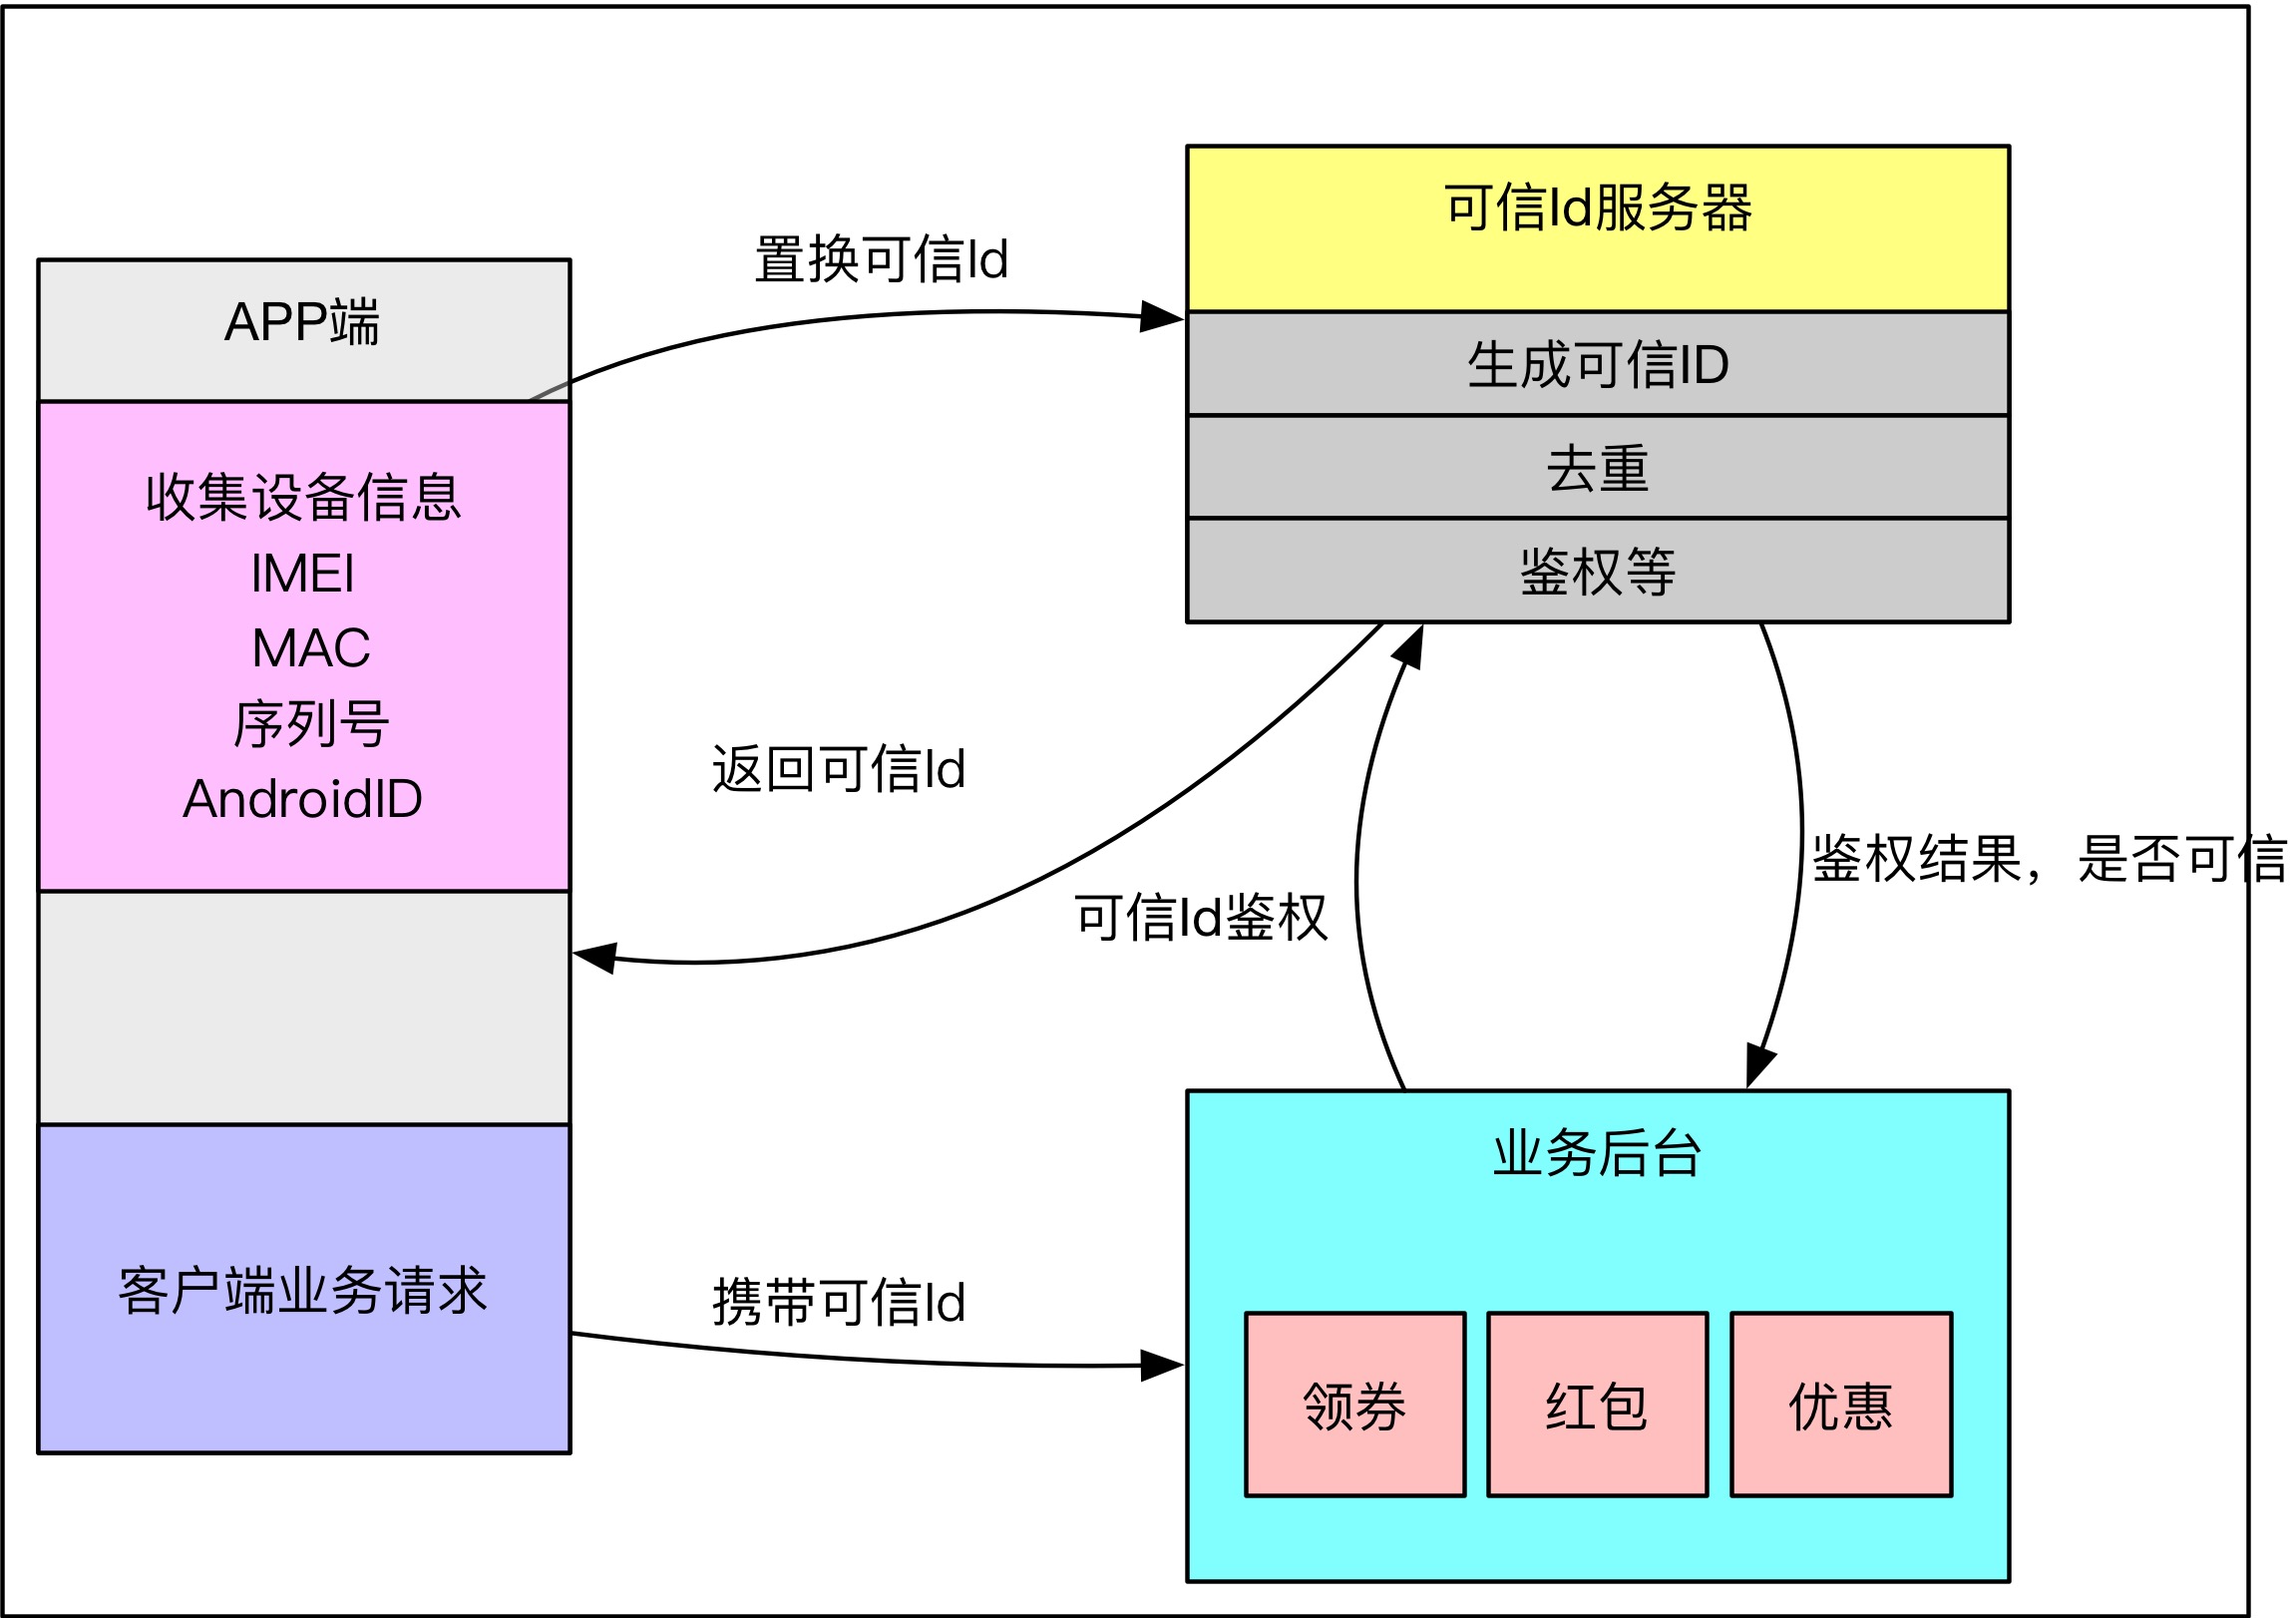 APP端
收集设备信息
IMEI
MAC
序列号
AndroidID
客户端业务请求
置换可信Id
返回可信Id
携带可信Id
可信Id服务器
生成可信ID
去重
鉴权等
可信Id鉴权
鉴权结果，是否可信
业务后台
领券
红包
优惠